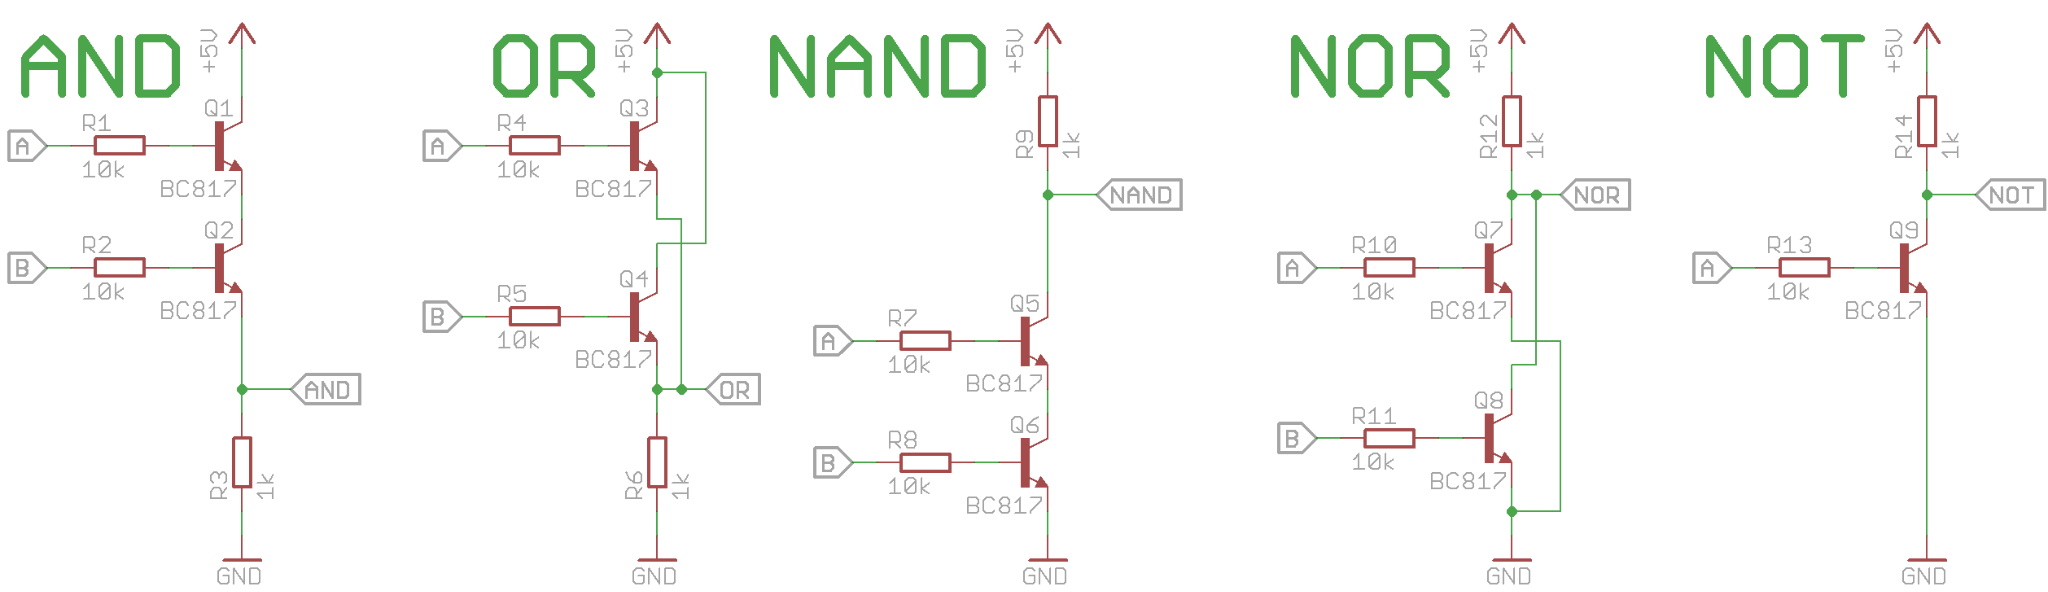 AND
+5V
Q1
R1
A
10k
BC817
Q2
R2
B
10k
BC817
AND
R3
1k
GND
OR
+5V
Q3
R4
A
10k
BC817
Q4
R5
B
10k
BC817
OR
R6
1k
GND
NAND
+5V
R9
1k
NAND
Q5
R7
A
10k
BC817
Q6
R8
B
10k
BC817
GND
NOR
+5V
R12
1k
NOR
Q7
R10
A
10k
BC817
Q8
R11
B
10k
BC817
GND
NOT
+5V
R14
1k
NOT
Q9
R13
A
10k
BC817
GND